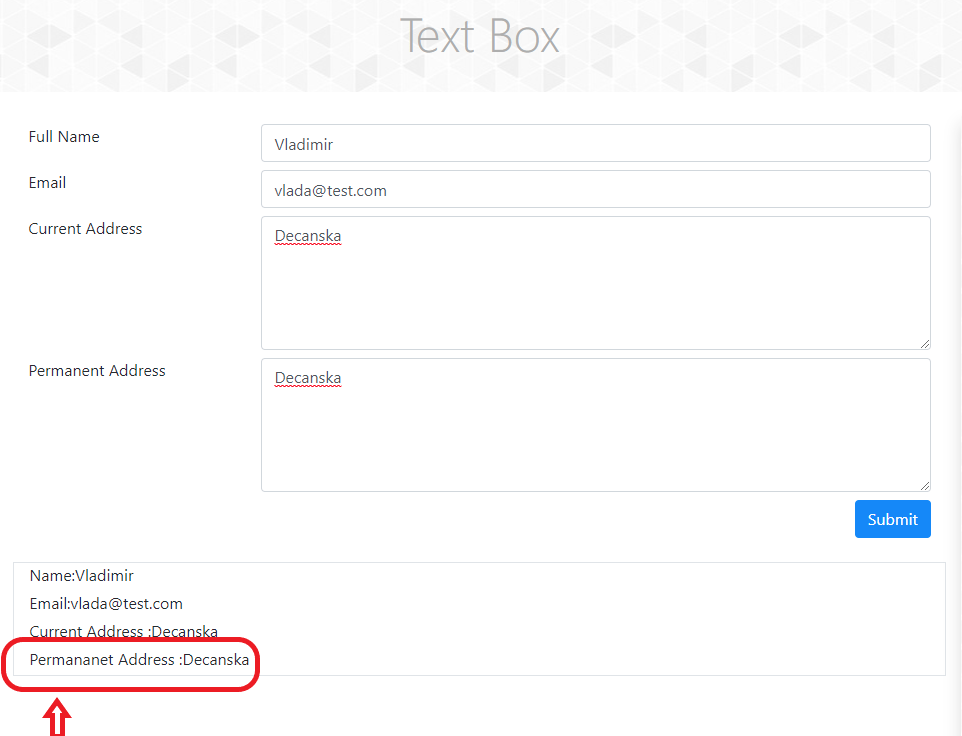 Text Box
Full Name
Vladimir
Email
vlada@test.com
Current Address
Decanska
Permanent Address
Decanska
Submit
Name:Vladimir
Email:vlada@test.com
Current Address :Decanska
Permananet Address :Decanska